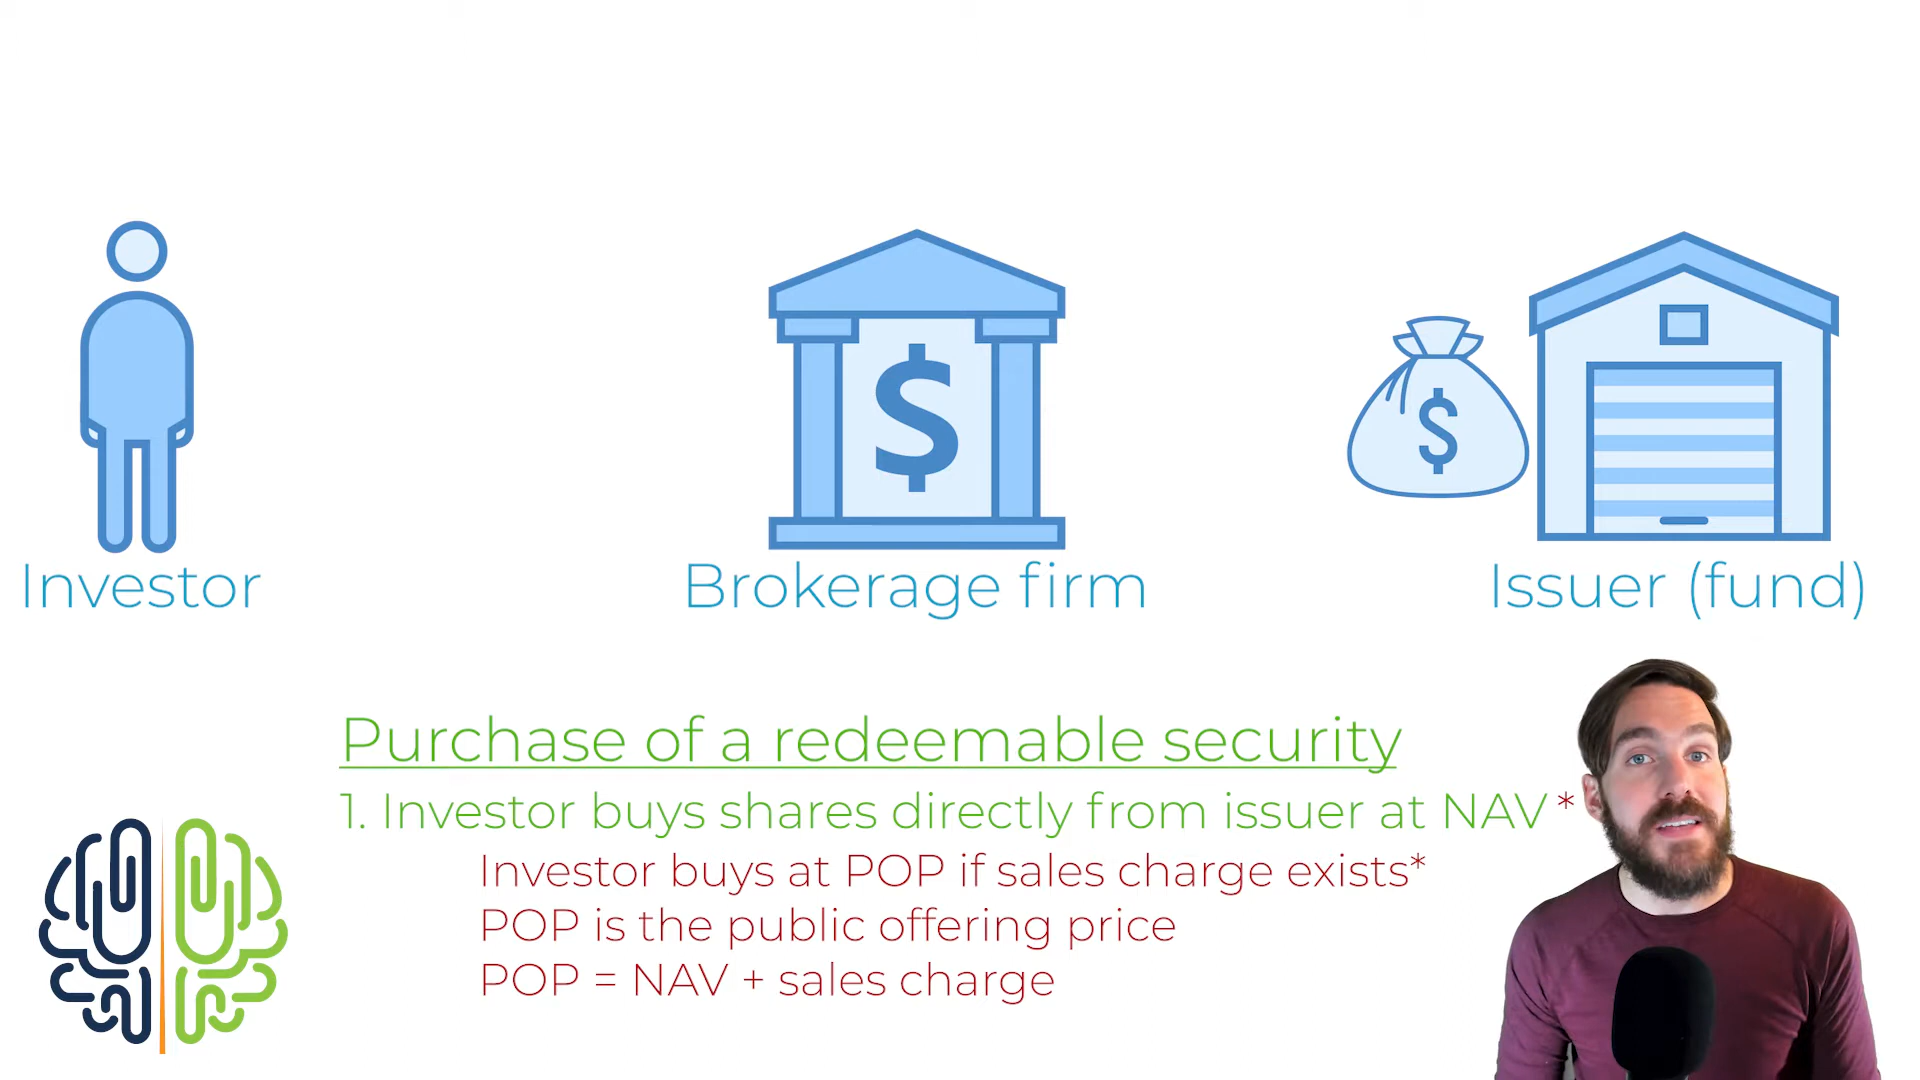 $
$
Investor
Brokerage firm
Issuer (fund)
Purchase of a redeemable security
1. Investor buys shares directly from issuer at NAV*
Investor buys at POP if sales charge exists*
POP is the public offering price
POP = NAV + sales charge